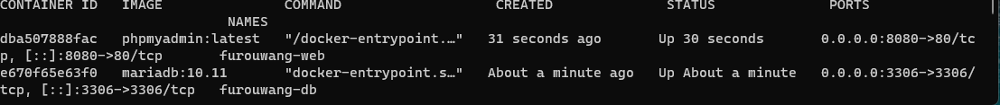 CONTAINER ID   IMAGE               COMMAND                  CREATED              STATUS              PORTS
                         NAMES
dba507888fac   phpmyadmin:latest   "/docker-entrypoint.…"   31 seconds ago       Up 30 seconds       0.0.0.0:8080->80/tc
p, [::]:8080->80/tcp       furouwang-web
e670f65e63f0   mariadb:10.11       "docker-entrypoint.s…"   About a minute ago   Up About a minute   0.0.0.0:3306->3306/
tcp, [::]:3306->3306/tcp   furouwang-db